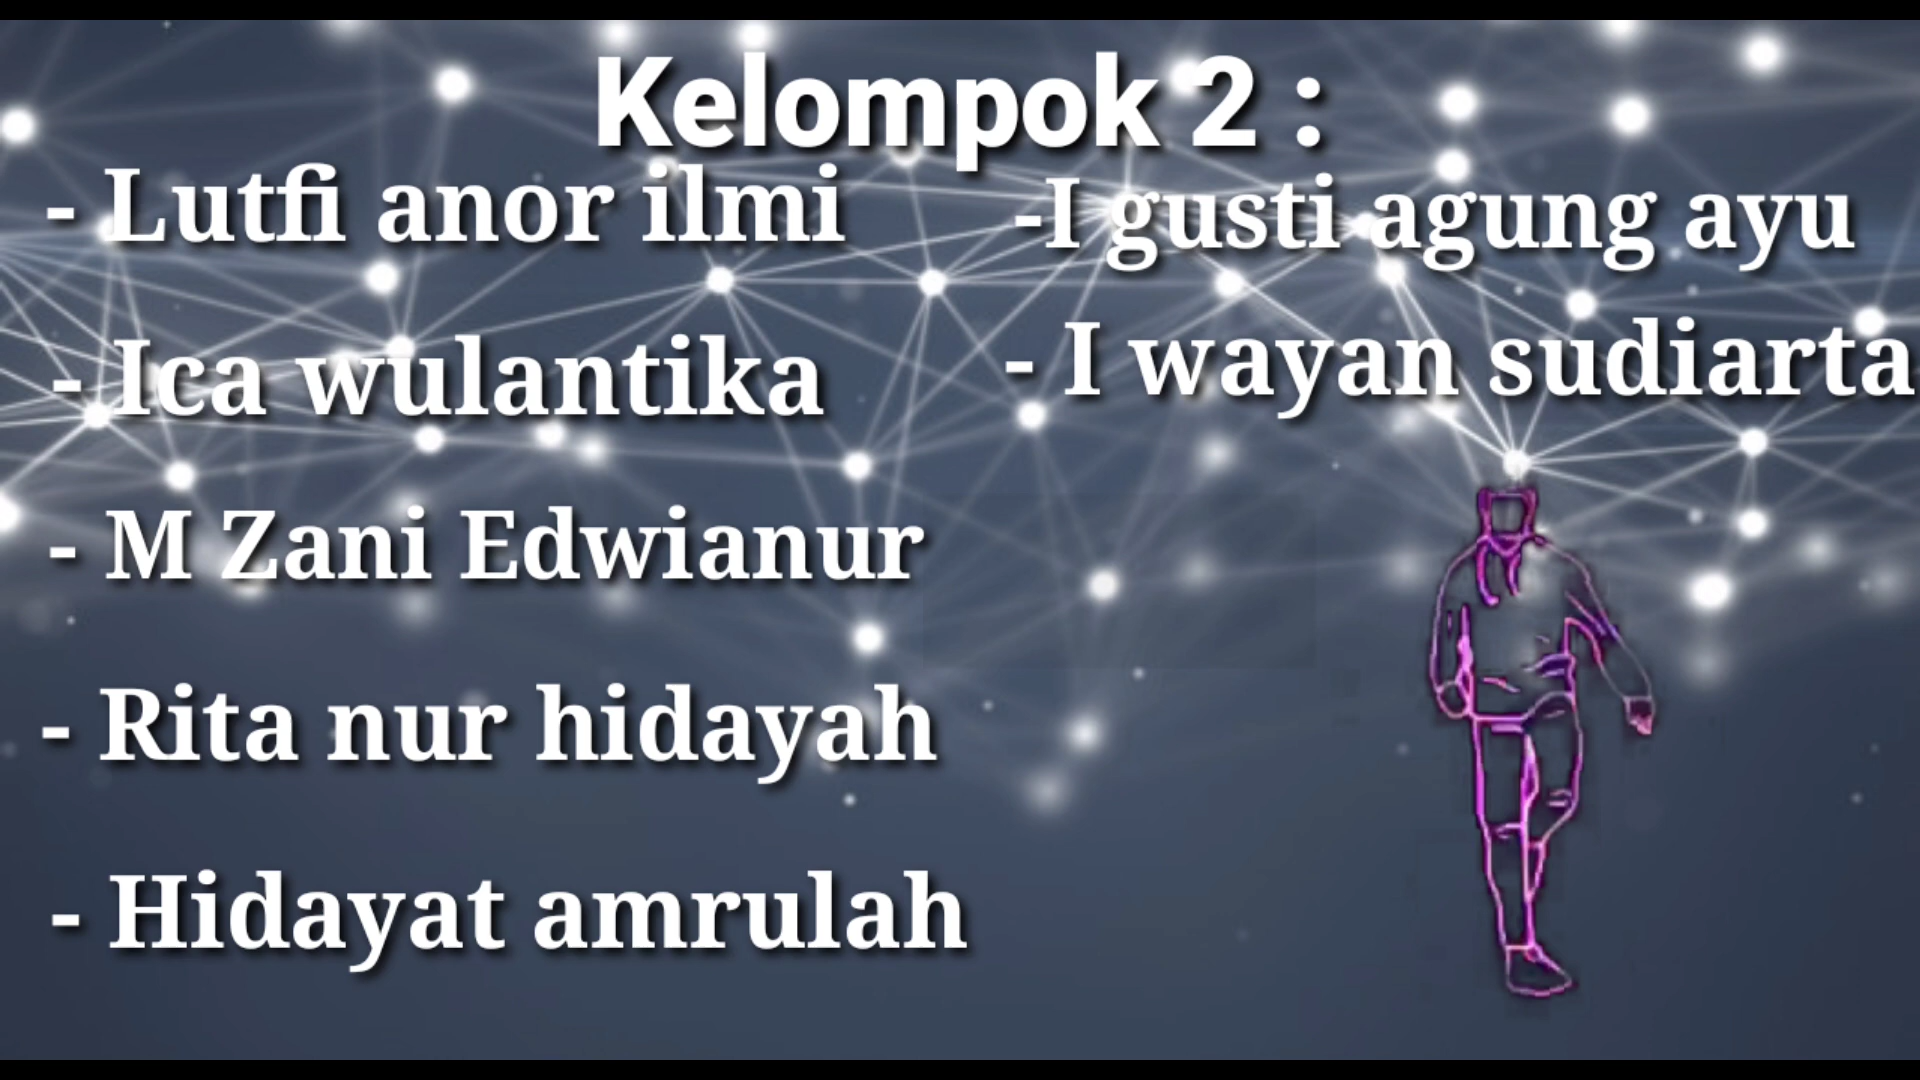 Kelompok 2 :
- Lutfi anor ilmi
- Ica wulantika
- M Zani Edwianur
- Rita nur hidayah
- Hidayat amrulah
-I gusti agung ayu
- I wayan sudiarta